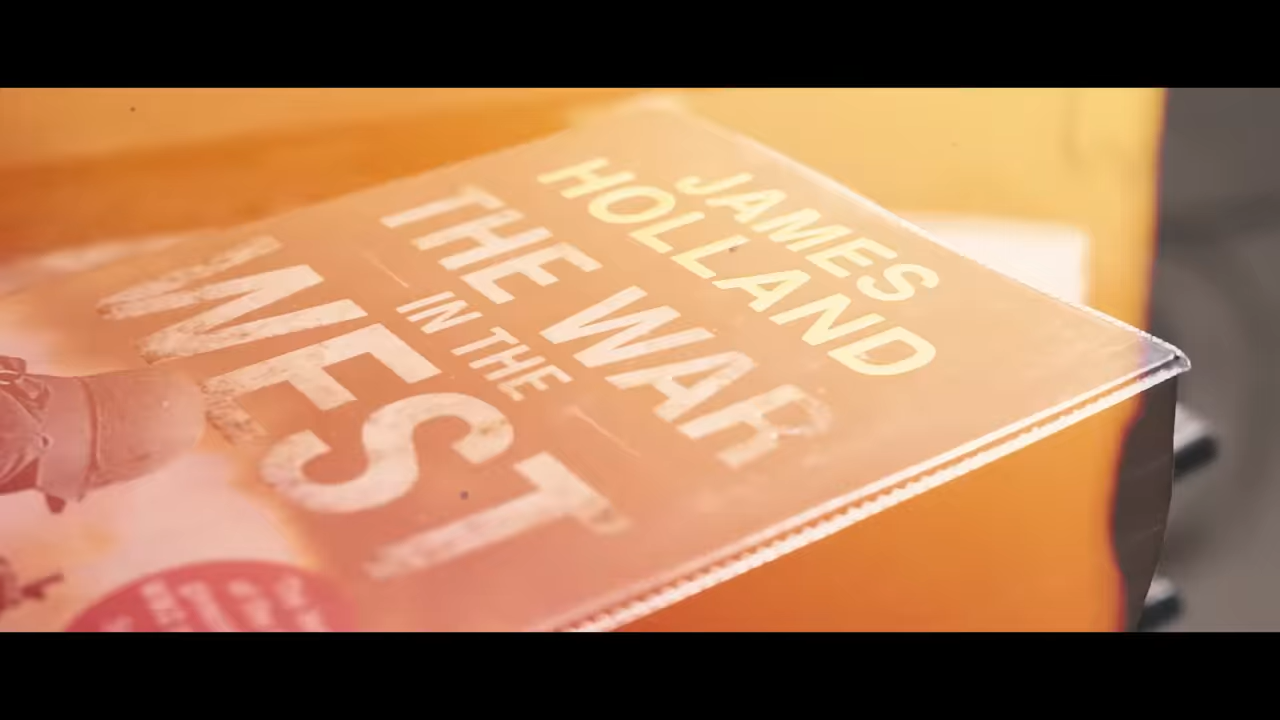 JAMES
HOLLAND
THE WAR
IN THE
WEST